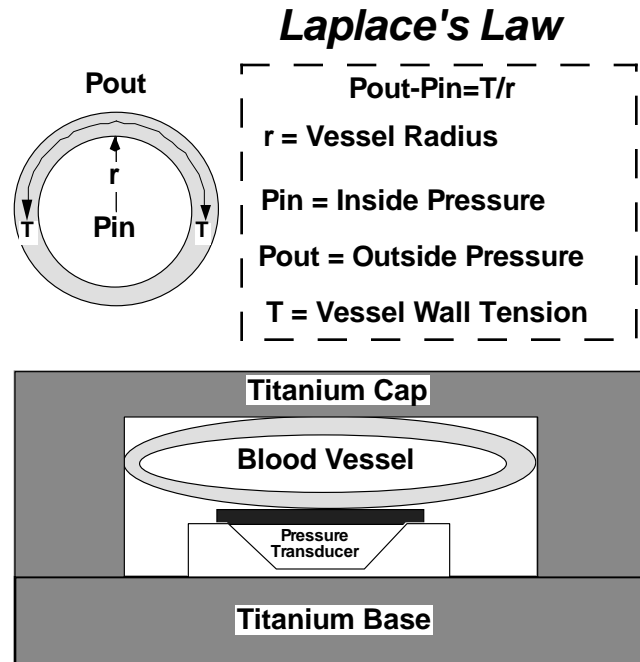 Laplace's Law
Pout
r
T
T
Pin
Pout-Pin=T/r
r = Vessel Radius
Pin = Inside Pressure
Pout = Outside Pressure
T = Vessel Wall Tension
Titanium Cap
Blood Vessel
Pressure
Transducer
Titanium Base